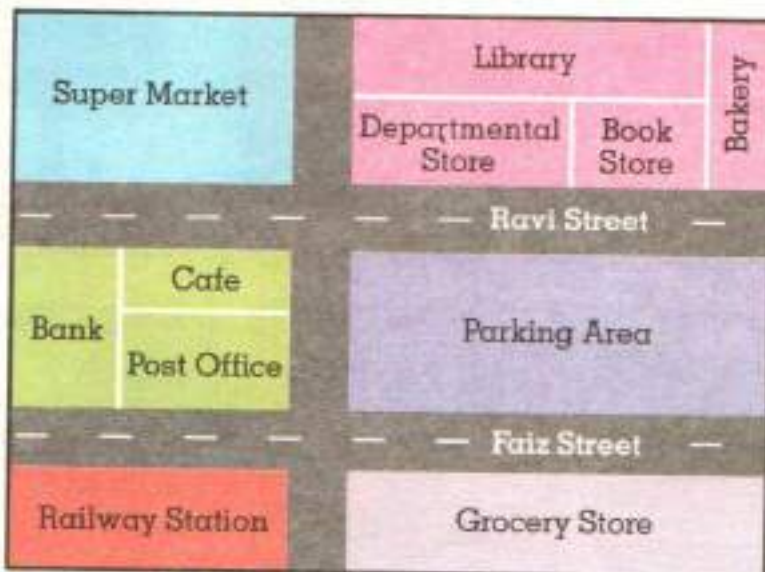 Super Market
Library
Departmental
Store
Book
Store
Bakery
Ravi Street
Bank
Cafe
Post Office
Parking Area
Faiz Street
Railway Station
Grocery Store